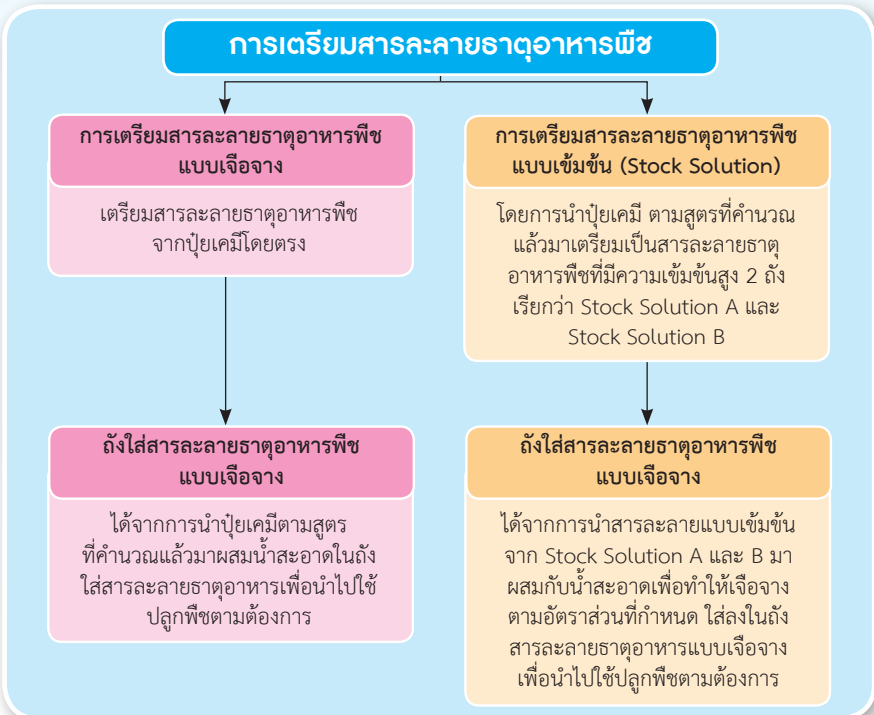 การเตรียมสารละลายธาตุอาหารพืช
การเตรียมสารละลายธาตุอาหารพืช
แบบเจือจาง
เตรียมสารละลายธาตุอาหารพืช
จากปุ๋ยเคมีโดยตรง
ถังใส่สารละลายธาตุอาหารพืช
แบบเจือจาง
ได้จากการนำปุ๋ยเคมีตามสูตร
ที่คำนวณแล้วมาผสมน้ำสะอาดในถัง
ใส่สารละลายธาตุอาหารเพื่อนำไปใช้
ปลูกพืชตามต้องการ
การเตรียมสารละลายธาตุอาหารพืช
แบบเข้มข้น (Stock Solution)
โดยการนำปุ๋ยเคมี ตามสูตรที่คำนวณ
แล้วมาเตรียมเป็นสารละลายธาตุ
อาหารพืชที่มีความเข้มข้นสูง 2 ถัง
เรียกว่า Stock Solution A และ
Stock Solution B
ถังใส่สารละลายธาตุอาหารพืช
แบบเจือจาง
ได้จากการนำสารละลายแบบเข้มข้น
จาก Stock Solution A และ B มา
ผสมกับน้ำสะอาดเพื่อทำให้เจือจาง
ตามอัตราส่วนที่กำหนด ใส่ลงในถัง
สารละลายธาตุอาหารแบบเจือจาง
เพื่อนำไปใช้ปลูกพืชตามต้องการ